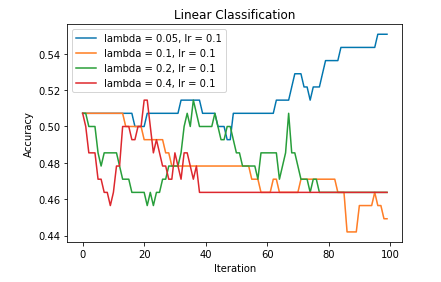 Linear Classification
lambda = 0.05, lr = 0.1
lambda = 0.1, lr = 0.1
lambda = 0.2, lr = 0.1
lambda = 0.4, lr = 0.1
Accuracy
0.54
0.52
0.50
0.48
0.46
0.44
0 20 40 60 80 100
Iteration